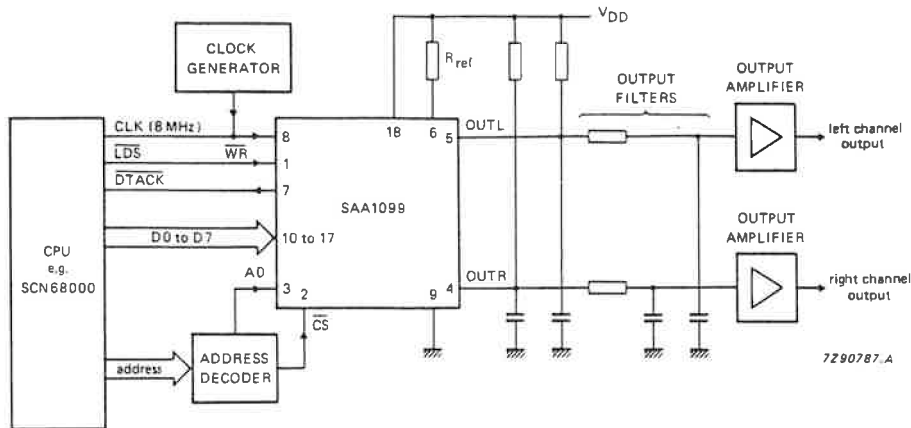 V_DD
CLOCK
GENERATOR
R_ref
OUTPUT
FILTERS
OUTPUT
AMPLIFIER
CLK (8 MHz)
8
18
6
OUTL
5
left channel
output
LDS
WR
1
DTACK
7
SAA1099
D0 to D7
10 to 17
CPU
e.g.
SCN68000
OUTPUT
AMPLIFIER
A0
3
2
9
4
OUTR
right channel
output
CS
address
ADDRESS
DECODER
7Z90787.A